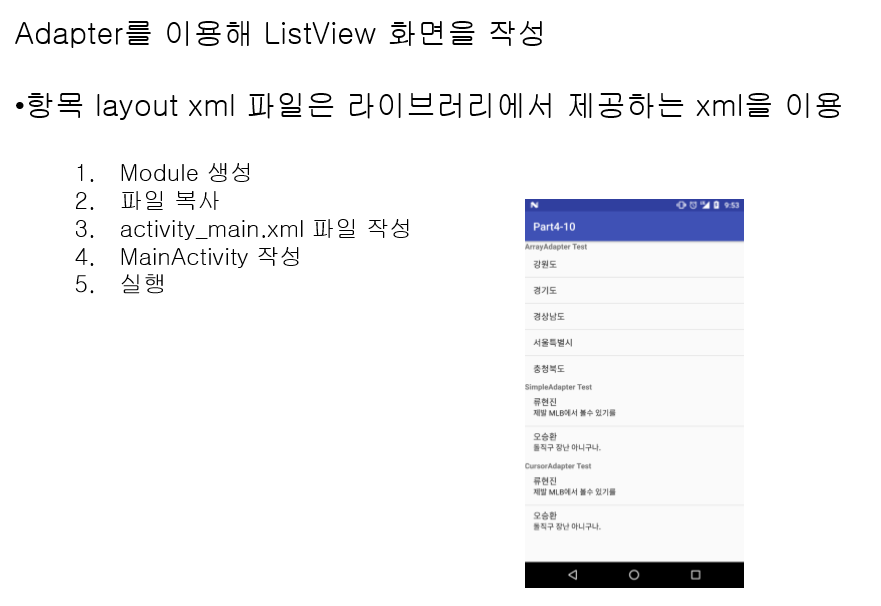 Adapter를 이용해 ListView 화면을 작성
•항목 layout xml 파일은 라이브러리에서 제공하는 xml을 이용
1. Module 생성
2. 파일 복사
3. activity_main.xml 파일 작성
4. MainActivity 작성
5. 실행
9:53
Part4-10
ArrayAdapter Test
강원도
경기도
경상남도
서울특별시
충청북도
SimpleAdapter Test
류현진
제발 MLB에서 볼수 있기를
오승환
돌직구 장난 아니구나.
CursorAdapter Test
류현진
제발 MLB에서 볼수 있기를
오승환
돌직구 장난 아니구나.